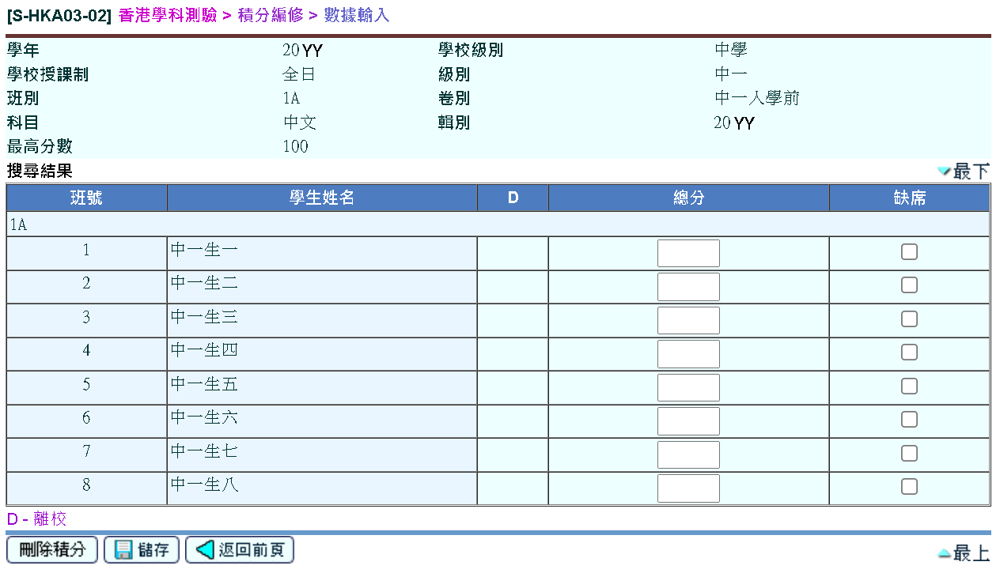 [S-HKA03-02] 香港學科測驗 > 積分編修 > 數據輸入
學年 20YY 學校級別 中學
學校授課制 全日 級別 中一
班別 1A 卷別 中一入學前
科目 中文 輯別 20YY
最高分數 100
搜尋結果 最下
班號 學生姓名 D 總分 缺席
1A
1 中一生一
2 中一生二
3 中一生三
4 中一生四
5 中一生五
6 中一生六
7 中一生七
8 中一生八
D - 離校
刪除積分 儲存 返回前頁 最上